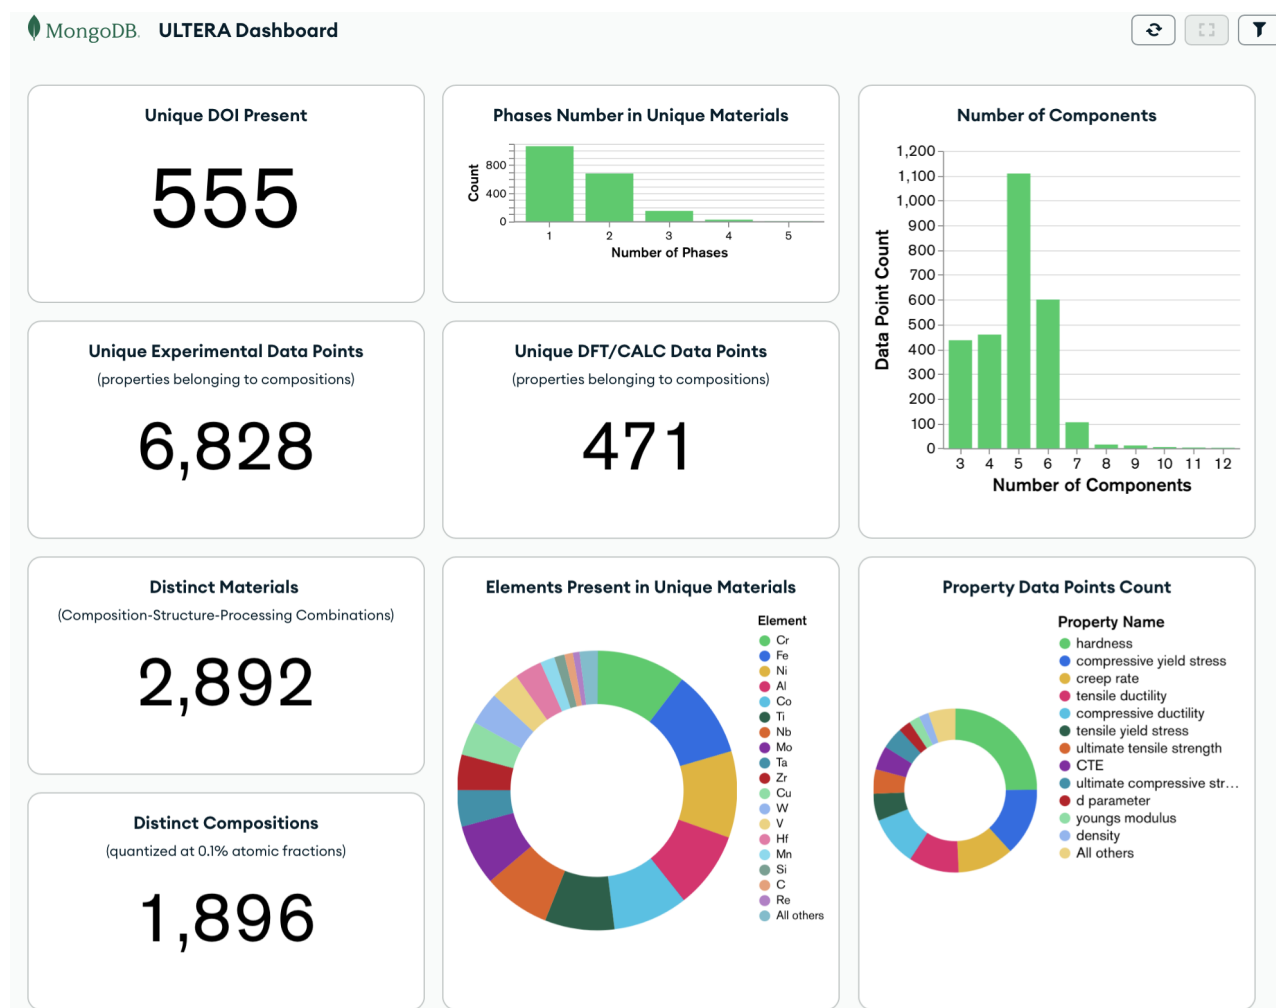 MongoDB. ULTERA Dashboard
Unique DOI Present
555
Phases Number in Unique Materials
Count
800
400
0
1 2 3 4 5
Number of Phases
Number of Components
Data Point Count
1,200
1,100
1,000
900
800
700
600
500
400
300
200
100
0
3 4 5 6 7 8 9 10 11 12
Number of Components
Unique Experimental Data Points
(properties belonging to compositions)
6,828
Unique DFT/CALC Data Points
(properties belonging to compositions)
471
Distinct Materials
(Composition-Structure-Processing Combinations)
2,892
Elements Present in Unique Materials
Element
Cr
Fe
Ni
Al
Co
Ti
Nb
Mo
Ta
Zr
Cu
W
V
Hf
Mn
Si
C
Re
All others
Property Data Points Count
Property Name
hardness
compressive yield stress
creep rate
tensile ductility
compressive ductility
tensile yield stress
ultimate tensile strength
CTE
ultimate compressive str...
d parameter
youngs modulus
density
All others
Distinct Compositions
(quantized at 0.1% atomic fractions)
1,896